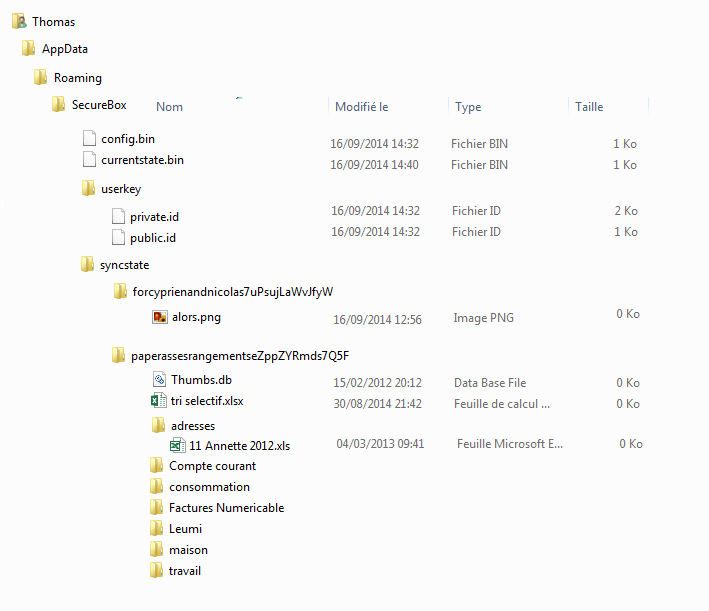 Thomas
AppData
Roaming
SecureBox Nom Modifié le Type Taille
config.bin 16/09/2014 14:32 Fichier BIN 1 Ko
currentstate.bin 16/09/2014 14:40 Fichier BIN 1 Ko
userkey
private.id 16/09/2014 14:32 Fichier ID 2 Ko
public.id 16/09/2014 14:32 Fichier ID 1 Ko
syncstate
forcyprienandnicolas7uPsujLaWvJfyW
alors.png 16/09/2014 12:56 Image PNG 0 Ko
paperassesrangementseZppZYRmds7Q5F
Thumbs.db 15/02/2012 20:12 Data Base File 0 Ko
tri selectif.xlsx 30/08/2014 21:42 Feuille de calcul ... 0 Ko
adresses
11 Annette 2012.xls 04/03/2013 09:41 Feuille Microsoft E... 0 Ko
Compte courant
consommation
Factures Numericable
Leumi
maison
travail